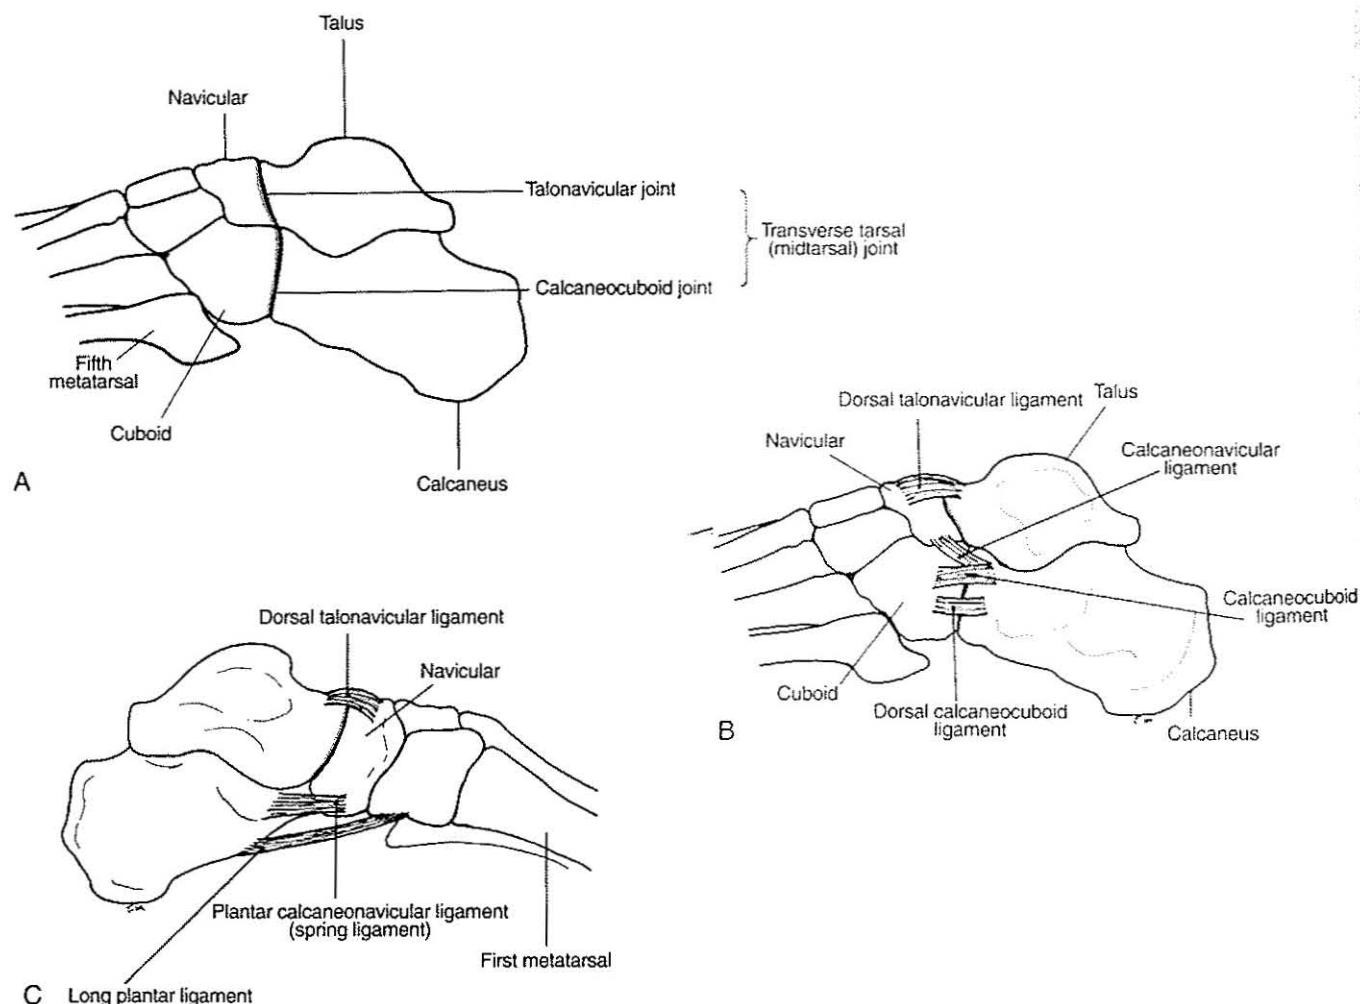 Talus
Navicular
Talonavicular joint
Transverse tarsal
(midtarsal) joint
Calcaneocuboid joint
Fifth
metatarsal
Cuboid
Calcaneus
A
Dorsal talonavicular ligament
Talus
Navicular
Calcaneonavicular
ligament
Calcaneocuboid
ligament
Cuboid
Dorsal calcaneocuboid
ligament
Calcaneus
B
Dorsal talonavicular ligament
Navicular
Plantar calcaneonavicular ligament
(spring ligament)
First metatarsal
C
Long plantar ligament